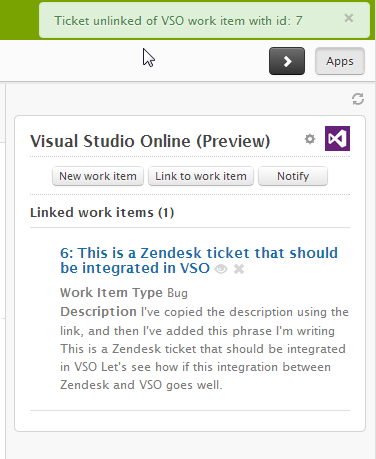 Ticket unlinked of VSO work item with id: 7
Apps
Visual Studio Online (Preview)
New work item Link to work item Notify
Linked work items (1)
6: This is a Zendesk ticket that should
be integrated in VSO
Work Item Type Bug
Description I've copied the description using the
link, and then I've added this phrase I'm writing
This is a Zendesk ticket that should be integrated
in VSO Let's see how if this integration between
Zendesk and VSO goes well.